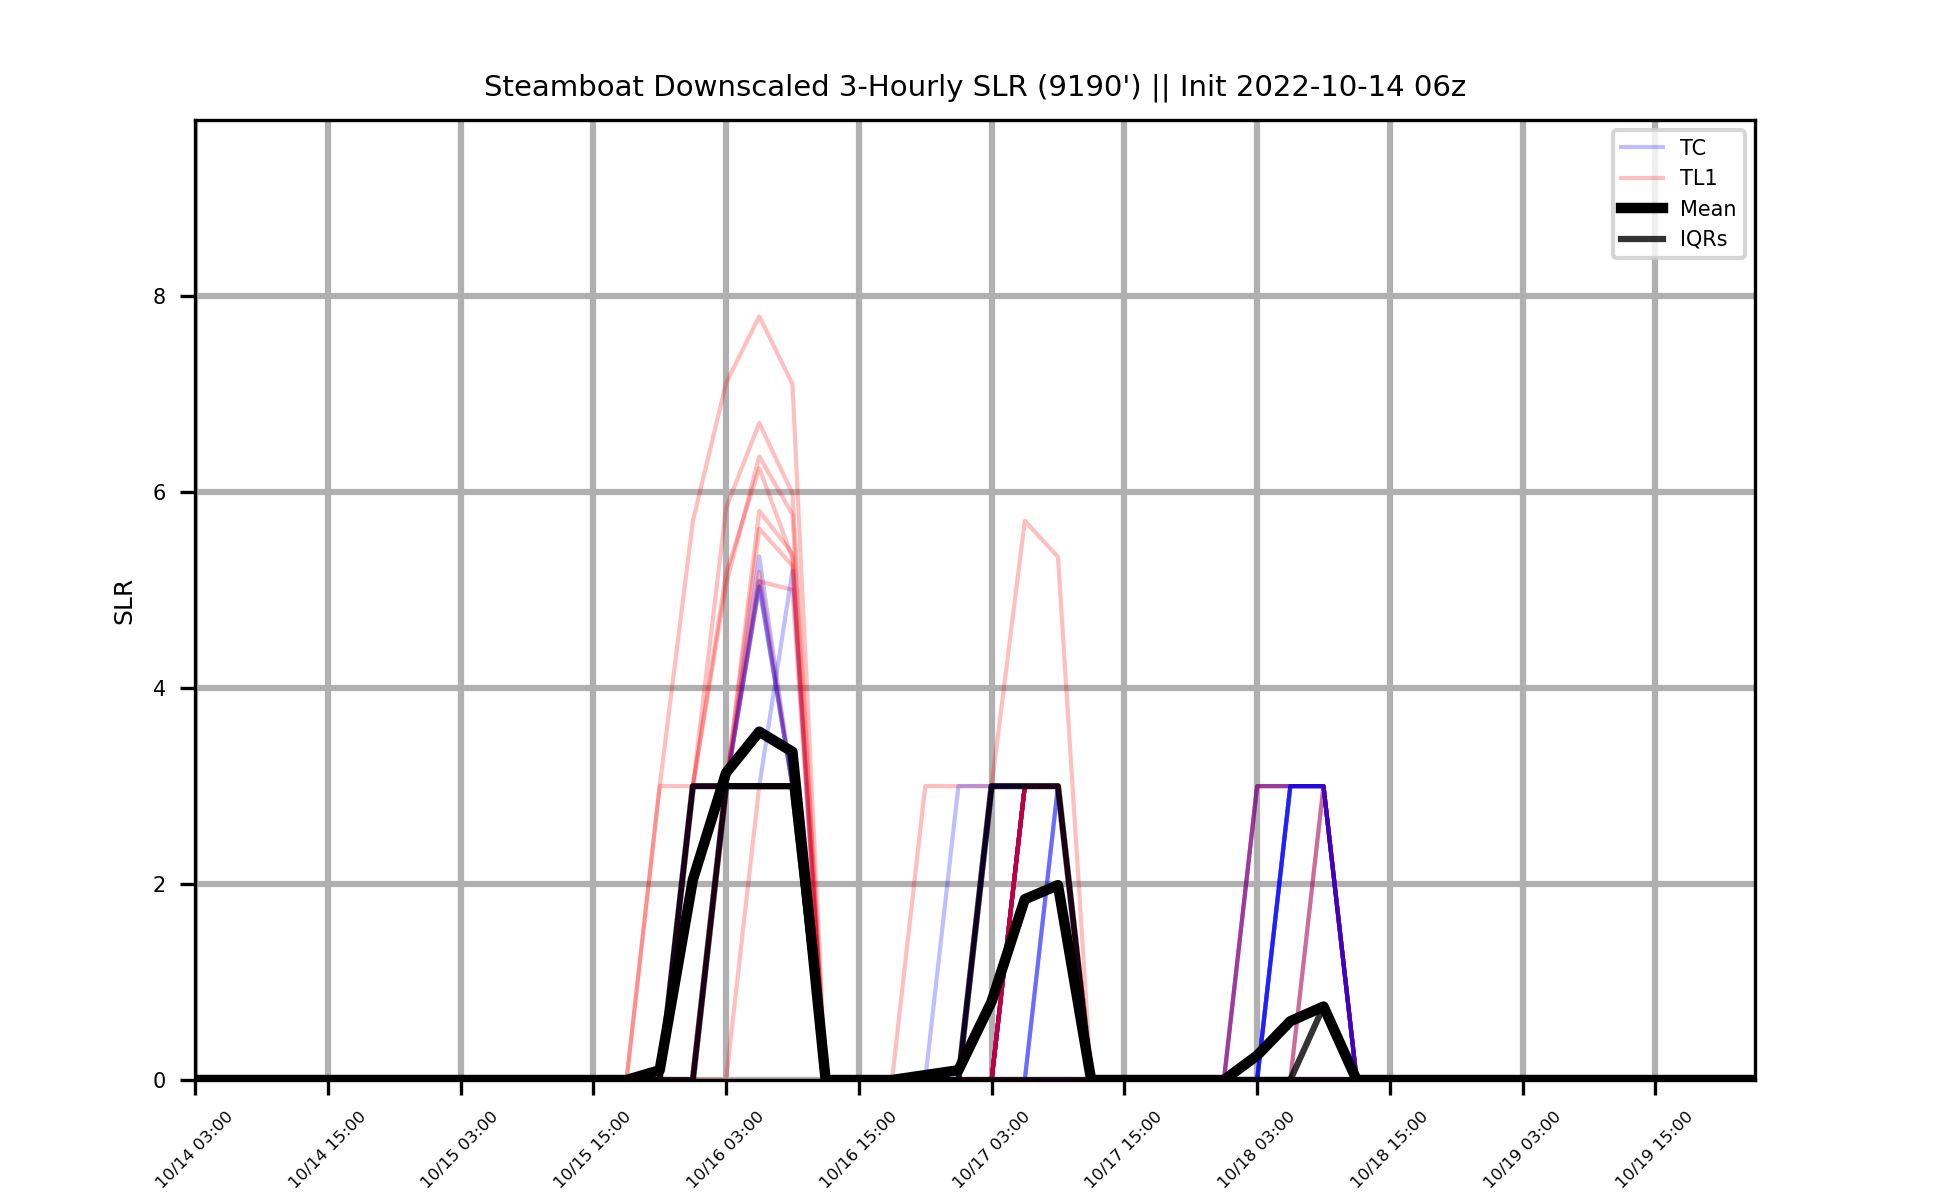 Steamboat Downscaled 3-Hourly SLR (9190') || Init 2022-10-14 06z
TC
TL1
Mean
IQRs
SLR
8
6
4
2
0
10/14 03:00
10/14 15:00
10/15 03:00
10/15 15:00
10/16 03:00
10/16 15:00
10/17 03:00
10/17 15:00
10/18 03:00
10/18 15:00
10/19 03:00
10/19 15:00